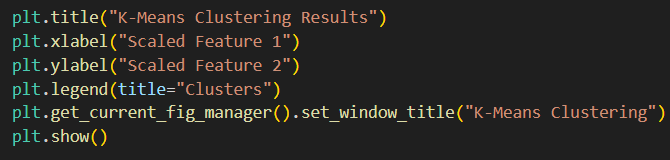 plt.title("K-Means Clustering Results")
plt.xlabel("Scaled Feature 1")
plt.ylabel("Scaled Feature 2")
plt.legend(title="Clusters")
plt.get_current_fig_manager().set_window_title("K-Means Clustering")
plt.show()